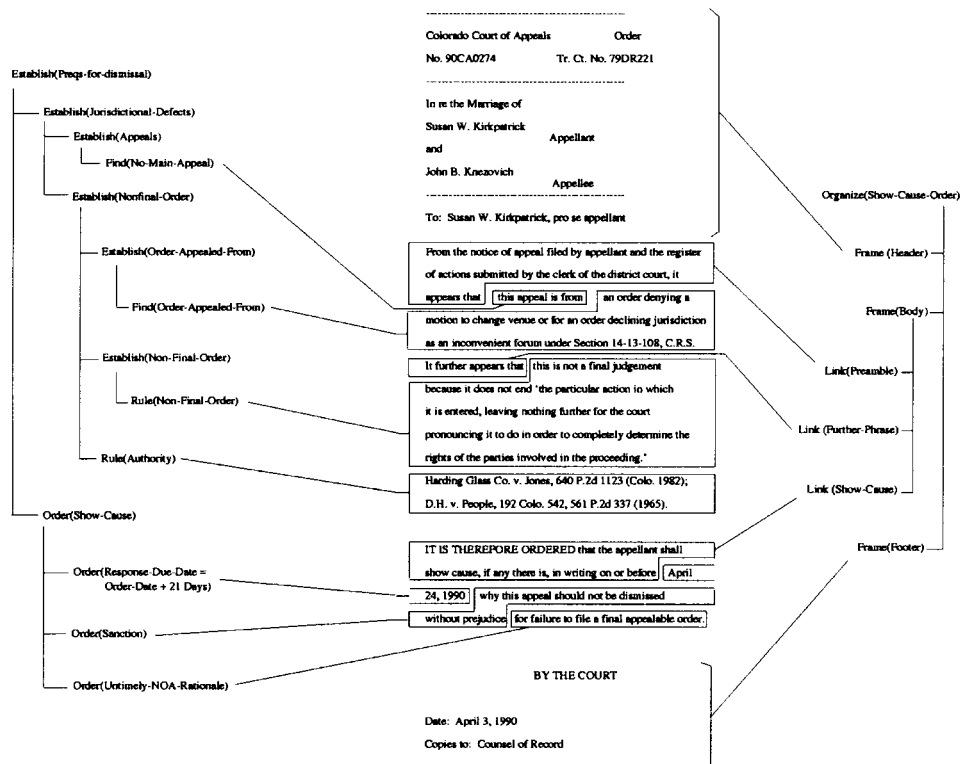 Establish(Preqs-for-dismissal)
Establish(Jurisdictional-Defects)
Establish(Appeals)
Find(No-Main-Appeal)
Establish(Nonfinal-Order)
Establish(Order-Appealed-From)
Find(Order-Appealed-From)
Establish(Non-Final-Order)
Rule(Non-Final-Order)
Rule(Authority)
Order(Show-Cause)
Order(Response-Due-Date =
Order-Date + 21 Days)
Order(Sanction)
Order(Untimely-NOA-Rationale)
Colorado Court of Appeals Order
No. 90CA0274 Tr. Ct. No. 79DR221
In re the Marriage of
Susan W. Kirkpatrick
Appellant
and
John B. Knezovich
Appellee
To: Susan W. Kirkpatrick, pro se appellant
From the notice of appeal filed by appellant and the register
of actions submitted by the clerk of the district court, it
appears that this appeal is from an order denying a
motion to change venue or for an order declining jurisdiction
as an inconvenient forum under Section 14-13-108, C.R.S.
It further appears that this is not a final judgement
because it does not end 'the particular action in which
it is entered, leaving nothing further for the court
pronouncing it to do in order to completely determine the
rights of the parties involved in the proceeding.'
Harding Glass Co. v. Jones, 640 P.2d 1123 (Colo. 1982);
D.H. v. People, 192 Colo. 542, 561 P.2d 337 (1965).
IT IS THEREFORE ORDERED that the appellant shall
show cause, if any there is, in writing on or before April
24, 1990 why this appeal should not be dismissed
without prejudice for failure to file a final appealable order.
BY THE COURT
Date: April 3, 1990
Copies to: Counsel of Record
Organize(Show-Cause-Order)
Frame (Header)
Frame(Body)
Link(Preamble)
Link (Further-Phrase)
Link (Show-Cause)
Frame(Footer)